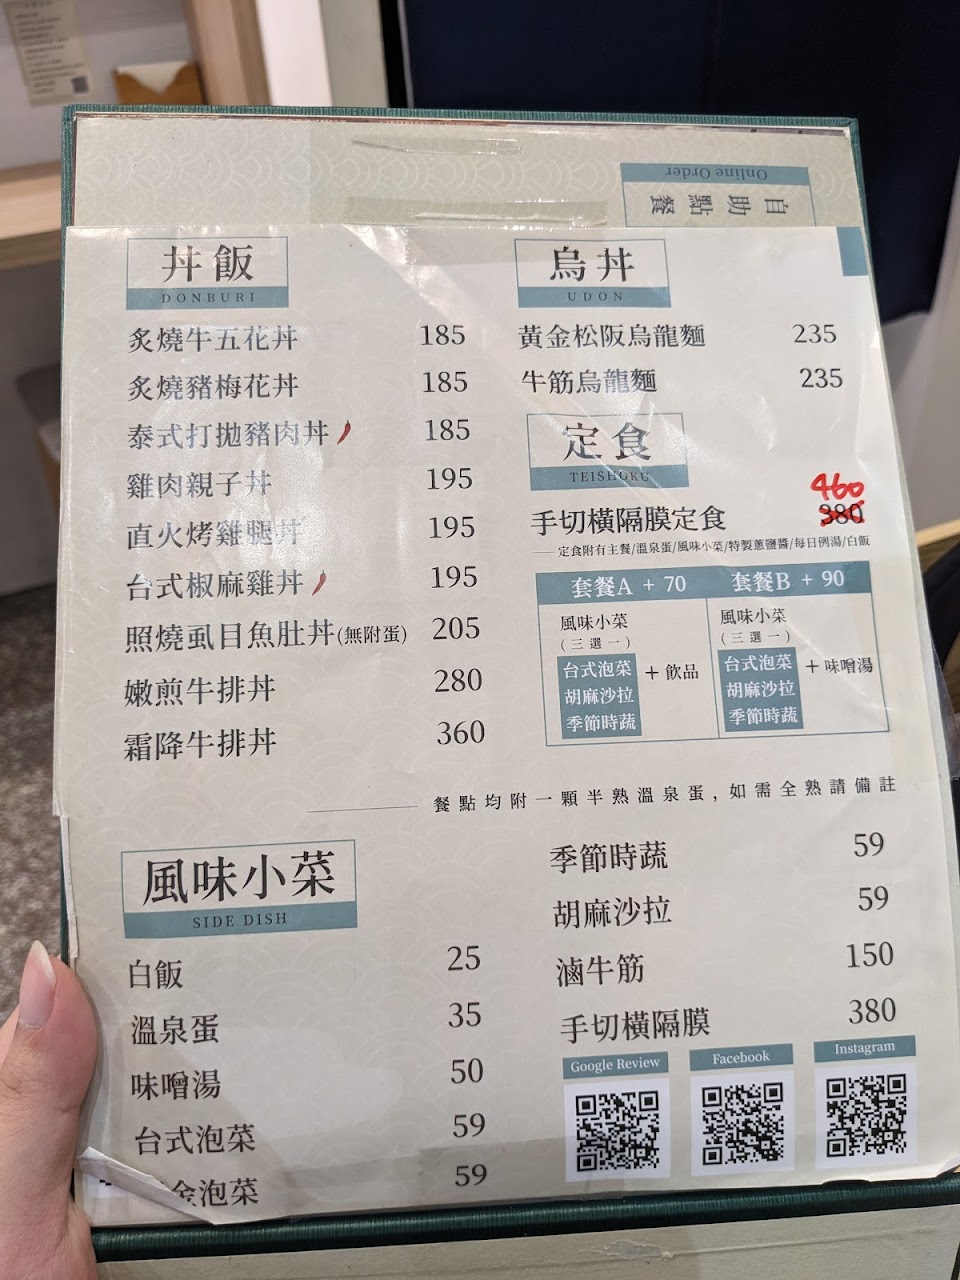 Online Order
自助點餐
丼飯
DONBURI
炙燒牛五花丼 185
炙燒豬梅花丼 185
泰式打拋豬肉丼 185
雞肉親子丼 195
直火烤雞腿丼 195
台式椒麻雞丼 195
照燒虱目魚肚丼(無附蛋) 205
嫩煎牛排丼 280
霜降牛排丼 360
烏丼
UDON
黃金松阪烏龍麵 235
牛筋烏龍麵 235
定食
TEISHOKU
460
手切橫隔膜定食 380
定食附有主餐/溫泉蛋/風味小菜/特製蔥鹽醬/每日例湯/白飯
套餐A + 70
風味小菜
(三選一)
台式泡菜
胡麻沙拉
季節時蔬
+ 飲品
套餐B + 90
風味小菜
(三選一)
台式泡菜
胡麻沙拉
季節時蔬
+ 味噌湯
餐點均附一顆半熟溫泉蛋,如需全熟請備註
風味小菜
SIDE DISH
白飯 25
溫泉蛋 35
味噌湯 50
台式泡菜 59
金泡菜 59
季節時蔬 59
胡麻沙拉 59
滷牛筋 150
手切橫隔膜 380
Google Review
Facebook
Instagram